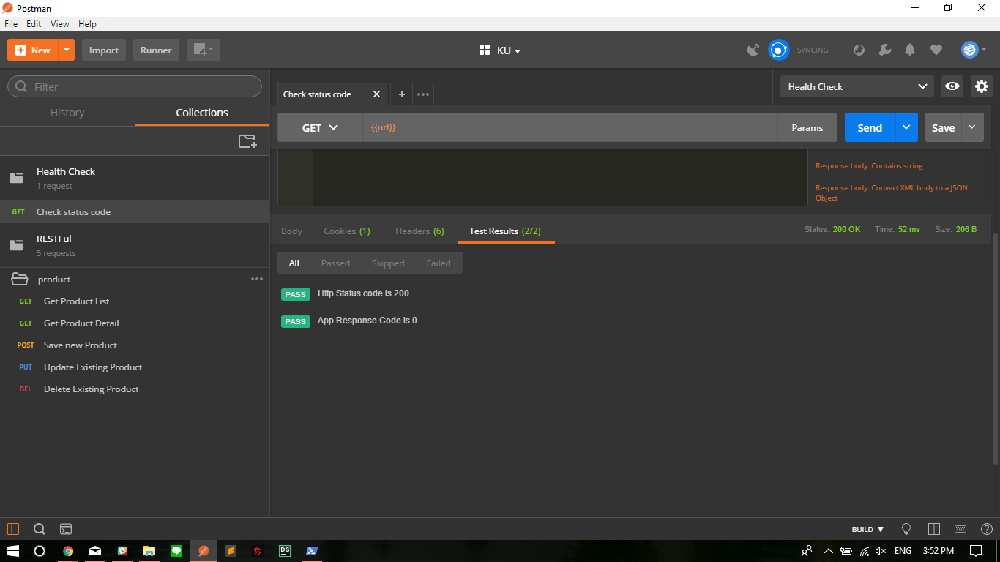 Postman
File Edit View Help
New Import Runner KU SYNCING
Filter
History Collections
Health Check
1 request
GET Check status code
RESTFul
5 requests
product
GET Get Product List
GET Get Product Detail
POST Save new Product
PUT Update Existing Product
DEL Delete Existing Product
Check status code
Health Check
GET {{url}} Params Send Save
Response body: Contains string
Response body: Convert XML body to a JSON
Object
Body Cookies (1) Headers (6) Test Results (2/2) Status: 200 OK Time: 52 ms Size: 206 B
All Passed Skipped Failed
PASS Http Status code is 200
PASS App Response Code is 0
BUILD
DG ENG 3:52 PM